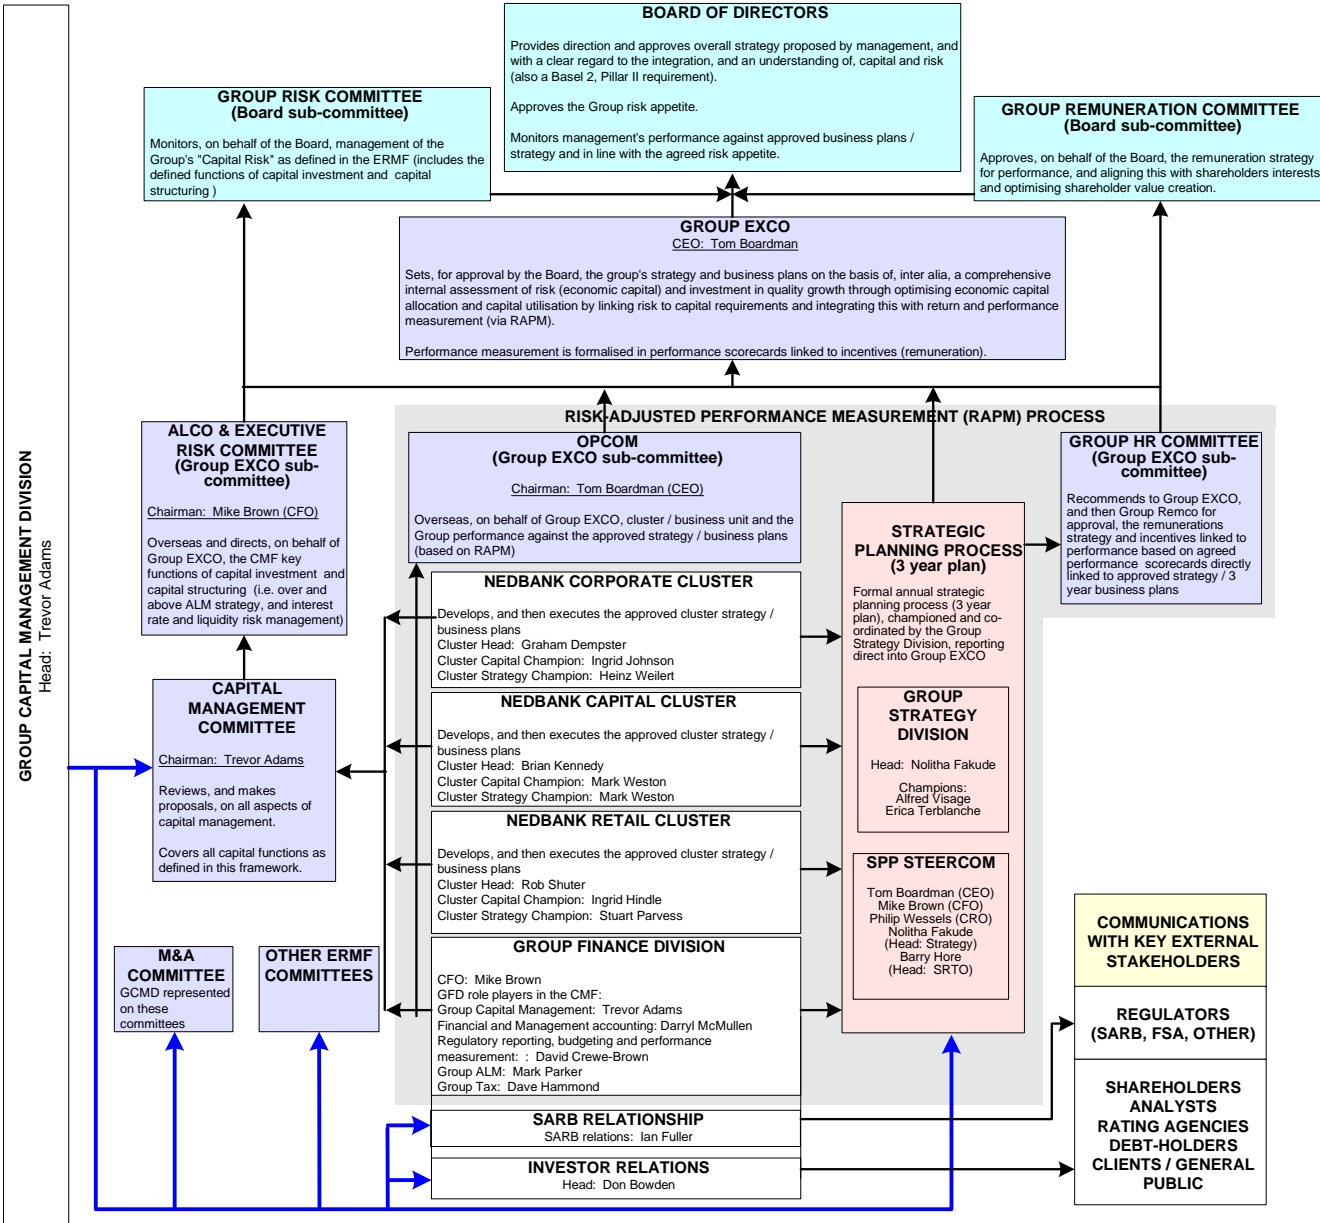 BOARD OF DIRECTORS
Provides direction and approves overall strategy proposed by management, and
with a clear regard to the integration, and an understanding of, capital and risk
(also a Basel 2, Pillar II requirement).
Approves the Group risk appetite.
Monitors management's performance against approved business plans /
strategy and in line with the agreed risk appetite.
GROUP RISK COMMITTEE
(Board sub-committee)
Monitors, on behalf of the Board, management of the
Group's "Capital Risk" as defined in the ERMF (includes the
defined functions of capital investment and capital
structuring )
GROUP REMUNERATION COMMITTEE
(Board sub-committee)
Approves, on behalf of the Board, the remuneration strategy
for performance, and aligning this with shareholders interests
and optimising shareholder value creation.
GROUP EXCO
CEO: Tom Boardman
Sets, for approval by the Board, the group's strategy and business plans on the basis of, inter alia, a comprehensive
internal assessment of risk (economic capital) and investment in quality growth through optimising economic capital
allocation and capital utilisation by linking risk to capital requirements and integrating this with return and performance
measurement (via RAPM).
Performance measurement is formalised in performance scorecards linked to incentives (remuneration).
GROUP CAPITAL MANAGEMENT DIVISION
Head: Trevor Adams
RISK-ADJUSTED PERFORMANCE MEASUREMENT (RAPM) PROCESS
ALCO & EXECUTIVE
RISK COMMITTEE
(Group EXCO sub-
committee)
Chairman: Mike Brown (CFO)
Overseas and directs, on behalf of
Group EXCO, the CMF key
functions of capital investment and
capital structuring (i.e. over and
above ALM strategy, and interest
rate and liquidity risk management)
OPCOM
(Group EXCO sub-committee)
Chairman: Tom Boardman (CEO)
Overseas, on behalf of Group EXCO, cluster / business unit and the
Group performance against the approved strategy / business plans
(based on RAPM)
GROUP HR COMMITTEE
(Group EXCO sub-
committee)
Recommends to Group EXCO,
and then Group Remco for
approval, the remunerations
strategy and incentives linked to
performance based on agreed
performance scorecards directly
linked to approved strategy / 3
year business plans
STRATEGIC
PLANNING PROCESS
(3 year plan)
Formal annual strategic
planning process (3 year
plan), championed and co-
ordinated by the Group
Strategy Division, reporting
direct into Group EXCO
GROUP
STRATEGY
DIVISION
Head: Nolitha Fakude
Champions:
Alfred Visage
Erica Terblanche
SPP STEERCOM
Tom Boardman (CEO)
Mike Brown (CFO)
Philip Wessels (CRO)
Nolitha Fakude
(Head: Strategy)
Barry Hore
(Head: SRTO)
NEDBANK CORPORATE CLUSTER
Develops, and then executes the approved cluster strategy /
business plans
Cluster Head: Graham Dempster
Cluster Capital Champion: Ingrid Johnson
Cluster Strategy Champion: Heinz Weilert
NEDBANK CAPITAL CLUSTER
Develops, and then executes the approved cluster strategy /
business plans
Cluster Head: Brian Kennedy
Cluster Capital Champion: Mark Weston
Cluster Strategy Champion: Mark Weston
NEDBANK RETAIL CLUSTER
Develops, and then executes the approved cluster strategy /
business plans
Cluster Head: Rob Shuter
Cluster Capital Champion: Ingrid Hindle
Cluster Strategy Champion: Stuart Parvess
GROUP FINANCE DIVISION
CFO: Mike Brown
GFD role players in the CMF:
Group Capital Management: Trevor Adams
Financial and Management accounting: Darryl McMullen
Regulatory reporting, budgeting and performance
measurement: : David Crewe-Brown
Group ALM: Mark Parker
Group Tax: Dave Hammond
SARB RELATIONSHIP
SARB relations: Ian Fuller
INVESTOR RELATIONS
Head: Don Bowden
CAPITAL
MANAGEMENT
COMMITTEE
Chairman: Trevor Adams
Reviews, and makes
proposals, on all aspects of
capital management.
Covers all capital functions as
defined in this framework.
M&A
COMMITTEE
GCMD represented
on these
committees
OTHER ERMF
COMMITTEES
COMMUNICATIONS
WITH KEY EXTERNAL
STAKEHOLDERS
REGULATORS
(SARB, FSA, OTHER)
SHAREHOLDERS
ANALYSTS
RATING AGENCIES
DEBT-HOLDERS
CLIENTS / GENERAL
PUBLIC